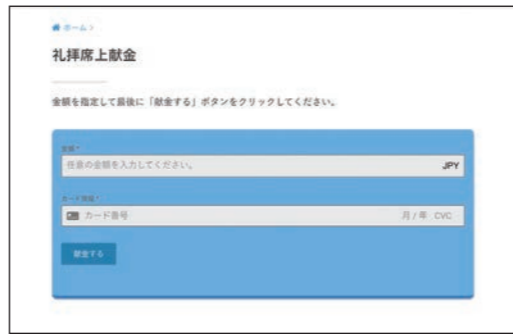 ホーム >
礼拝席上献金
金額を指定して最後に「献金する」ボタンをクリックしてください。
金額*
任意の金額を入力してください。 JPY
カード情報*
カード番号 月 / 年 CVC
献金する